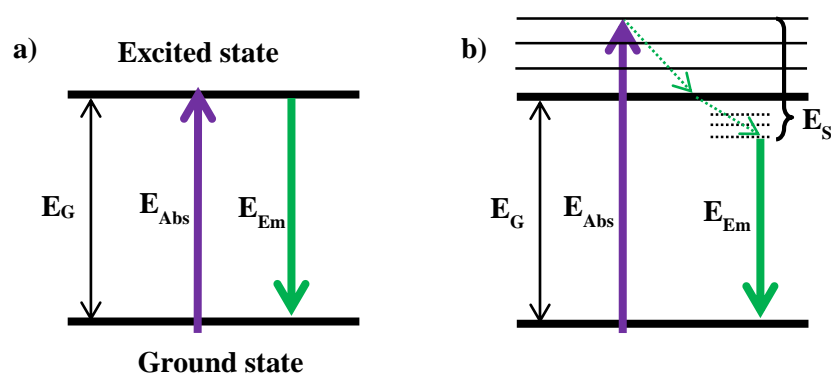 a)
Excited state
E_G
E_Abs
E_Em
Ground state
b)
E_S
E_G
E_Abs
E_Em